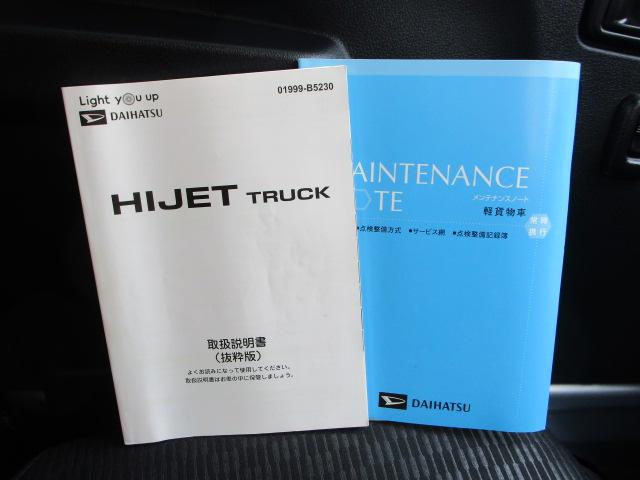 Light you up
01999-B5230
DAIHATSU
HIJET TRUCK
取扱説明書
(抜粋版)
よくお読みになって使用してください。
取扱説明書はお車の中に保管しましょう。
AINTENANCE
TE
メンテナンスノート
軽貨物車
常時
携行
●点検整備方式 ●サービス網 ●点検整備記録簿
DAIHATSU